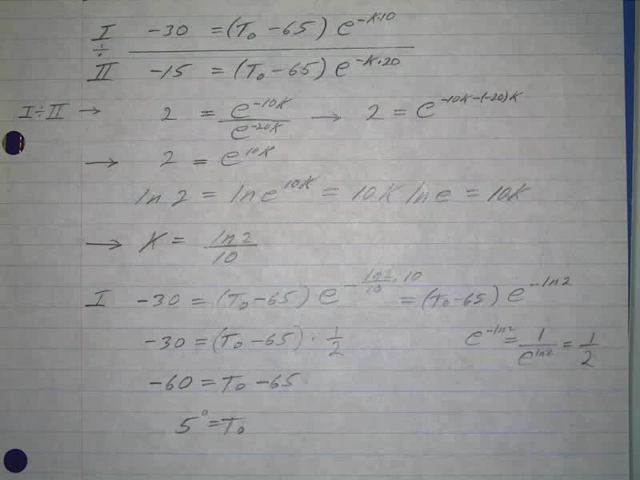 I -30 = (T₀ - 65) e^(-K·10)
÷
II -15 = (T₀ - 65) e^(-K·20)
I÷II → 2 = e^(-10K)/e^(-20K) → 2 = e^(-10K-(-20)K)
→ 2 = e^(10K)
ln 2 = ln e^(10K) = 10K ln e = 10K
→ K = ln 2/10
I -30 = (T₀ - 65) e^(-(ln 2/10)·10) = (T₀ - 65) e^(-ln 2)
-30 = (T₀ - 65) · 1/2 e^(-ln 2) = 1/e^(ln 2) = 1/2
-60 = T₀ - 65
5° = T₀